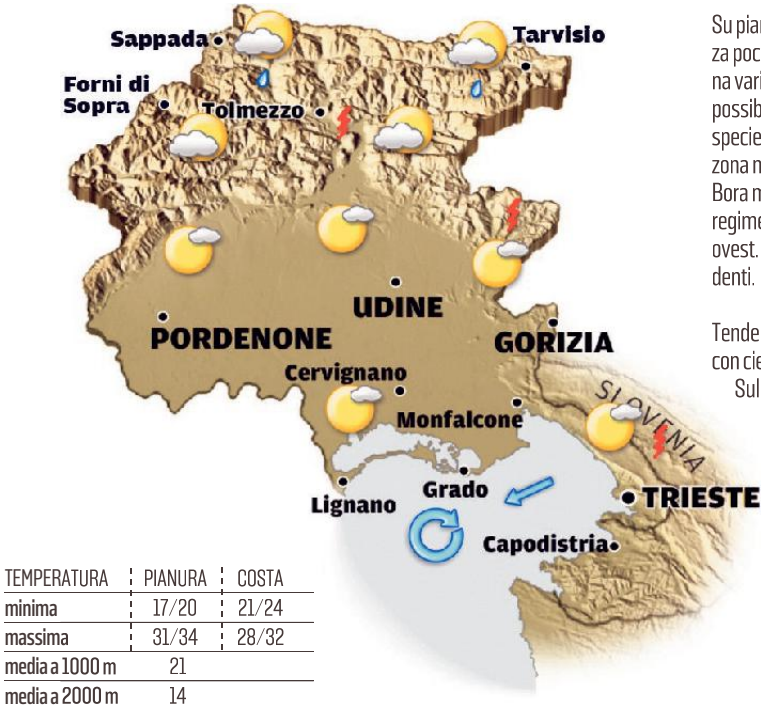 Sappada
Tarvisio
Forni di
Sopra
Tolmezzo
UDINE
PORDENONE
GORIZIA
Cervignano
Monfalcone
SLOVENIA
Lignano
Grado
TRIESTE
Capodistria
TEMPERATURA PIANURA COSTA
minima 17/20 21/24
massima 31/34 28/32
media a 1000 m 21
media a 2000 m 14
Su pian
za poc
na vari
possib
specie
zona m
Bora m
regime
ovest.
denti.
Tende
con cie
Sul